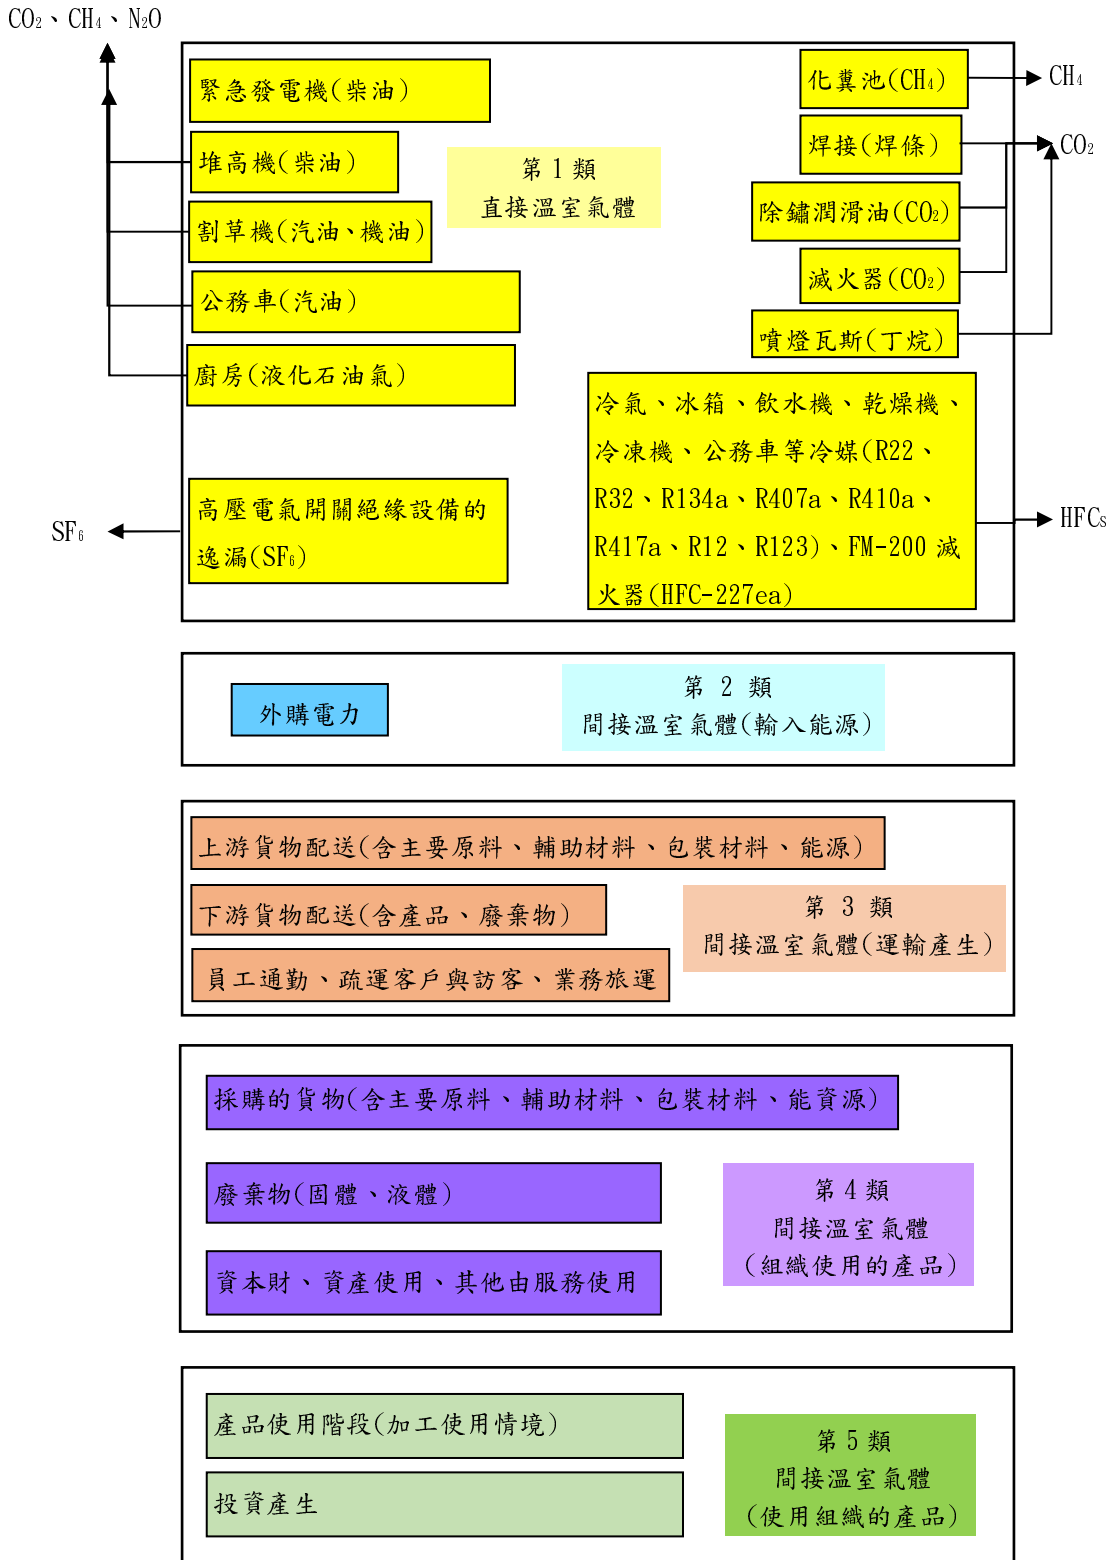 CO₂、CH₄、N₂O
緊急發電機(柴油)
堆高機(柴油)
割草機(汽油、機油)
公務車(汽油)
廚房(液化石油氣)
第 1 類
直接溫室氣體
化糞池(CH₄)
CH₄
焊接(焊條)
CO₂
除鏽潤滑油(CO₂)
滅火器(CO₂)
噴燈瓦斯(丁烷)
冷氣、冰箱、飲水機、乾燥機、
冷凍機、公務車等冷媒(R22、
R32、R134a、R407a、R410a、
R417a、R12、R123)、FM-200 滅
火器(HFC-227ea)
HFCs
SF₆
高壓電氣開關絕緣設備的
逸漏(SF₆)
外購電力
第 2 類
間接溫室氣體(輸入能源)
上游貨物配送(含主要原料、輔助材料、包裝材料、能源)
下游貨物配送(含產品、廢棄物)
員工通勤、疏運客戶與訪客、業務旅運
第 3 類
間接溫室氣體(運輸產生)
採購的貨物(含主要原料、輔助材料、包裝材料、能資源)
廢棄物(固體、液體)
資本財、資產使用、其他由服務使用
第 4 類
間接溫室氣體
(組織使用的產品)
產品使用階段(加工使用情境)
投資產生
第 5 類
間接溫室氣體
(使用組織的產品)